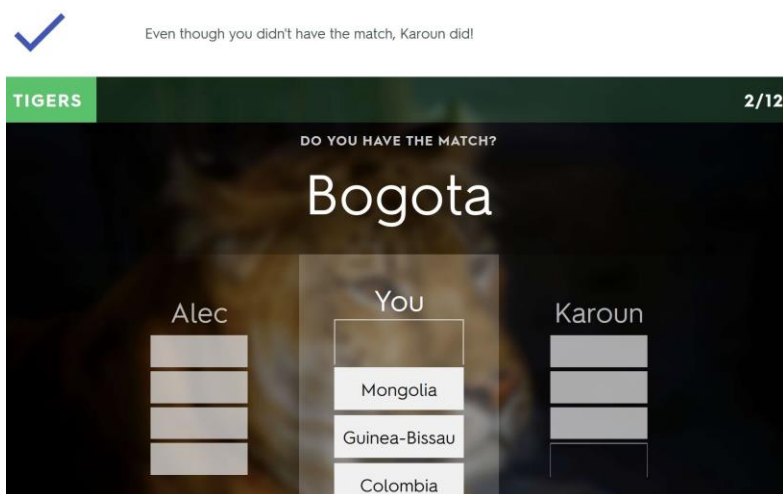 Even though you didn't have the match, Karoun did!
TIGERS
2/12
DO YOU HAVE THE MATCH?
Bogota
Alec
You
Karoun
Mongolia
Guinea-Bissau
Colombia